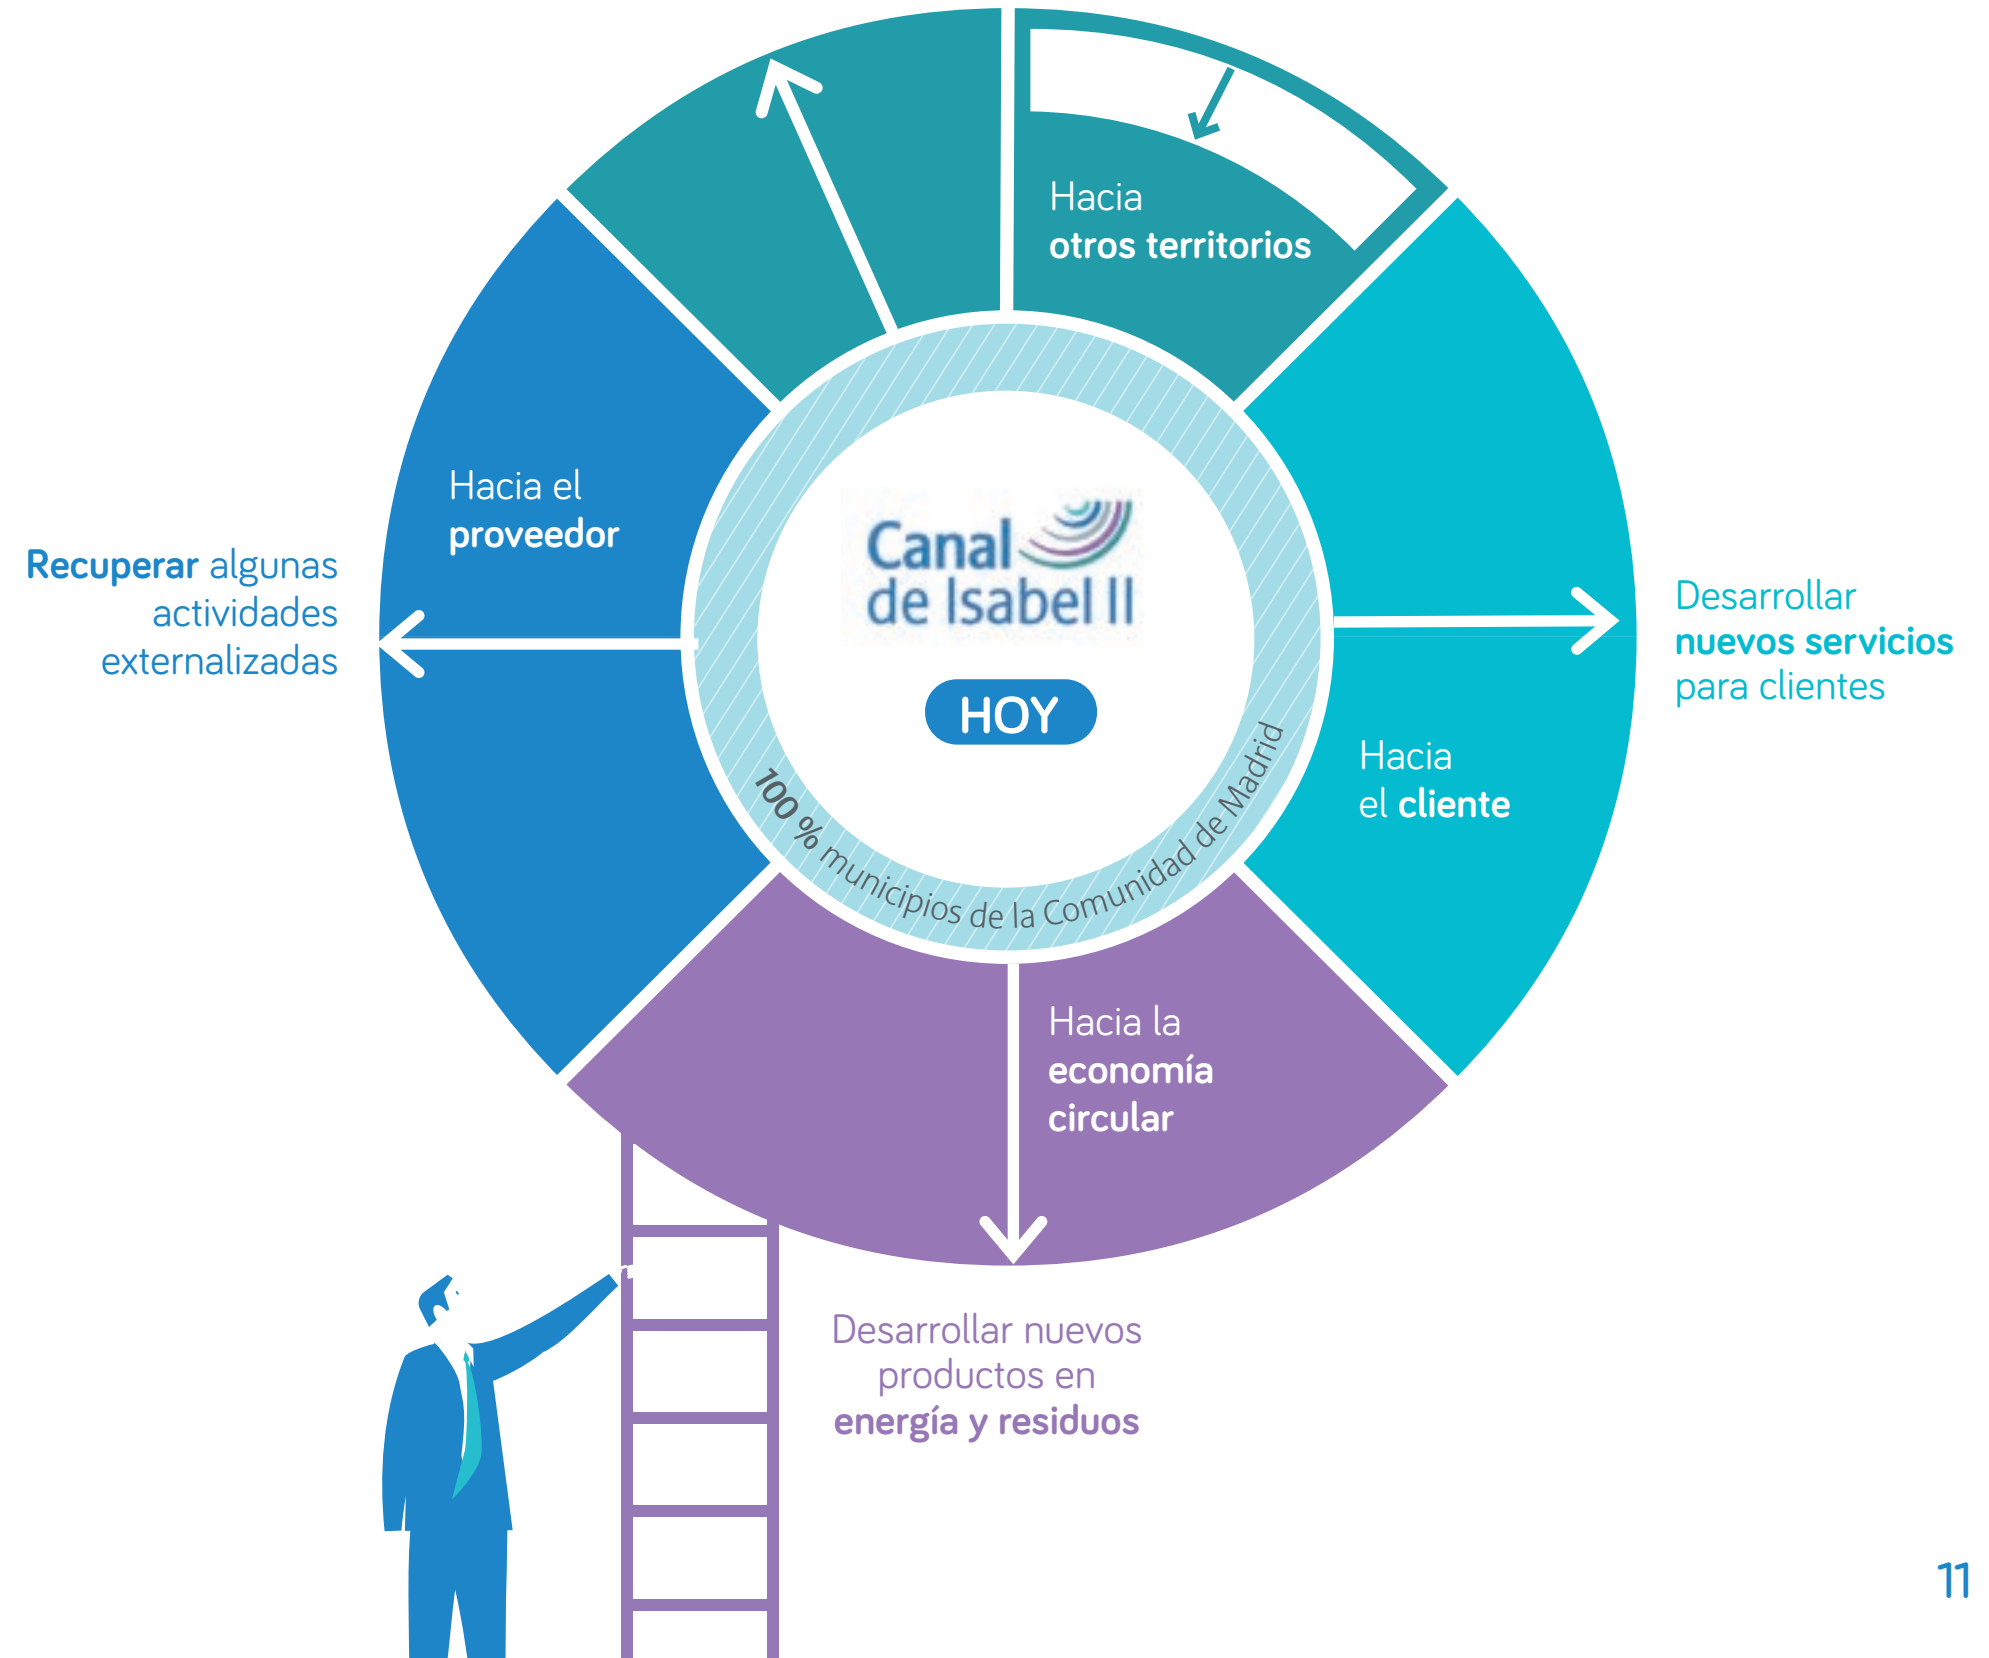 Hacia
otros territorios
Hacia el
proveedor
Recuperar algunas
actividades
externalizadas
Canal
de Isabel II
HOY
100 % municipios de la Comunidad de Madrid
Desarrollar
nuevos servicios
para clientes
Hacia
el cliente
Hacia la
economía
circular
Desarrollar nuevos
productos en
energía y residuos
11